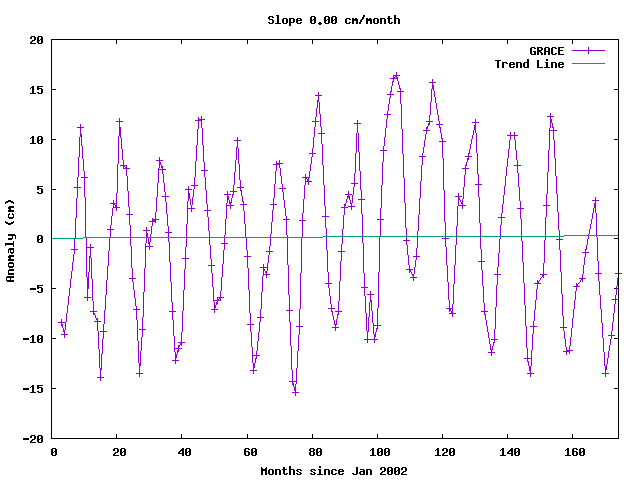 Slope 0.00 cm/month
GRACE
Trend Line
Anomaly (cm)
20
15
10
5
0
-5
-10
-15
-20
0 20 40 60 80 100 120 140 160
Months since Jan 2002